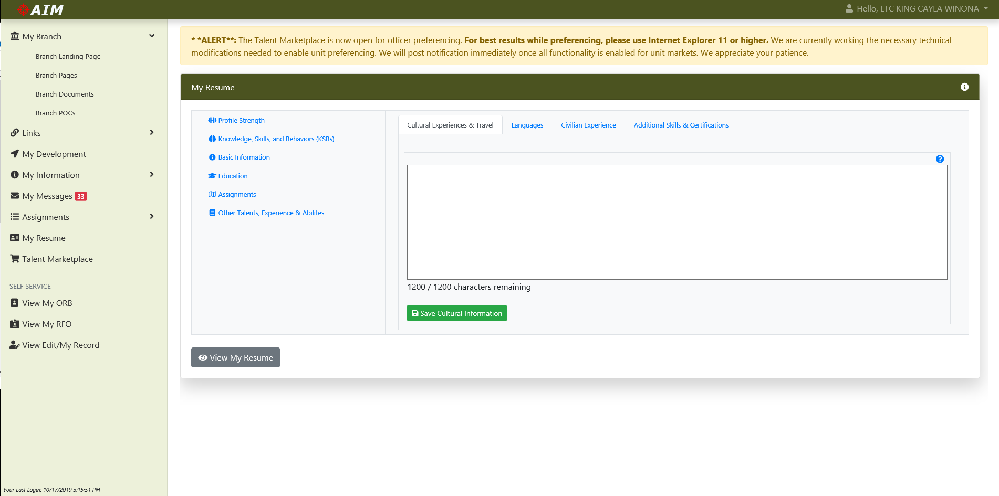 AIM
Hello, LTC KING CAYLA WINONA
My Branch
Branch Landing Page
Branch Pages
Branch Documents
Branch POCs
Links
My Development
My Information
My Messages 33
Assignments
My Resume
Talent Marketplace
SELF SERVICE
View My ORB
View My RFO
View Edit/My Record
Your Last Login: 10/17/2019 3:15:51 PM
* *ALERT**: The Talent Marketplace is now open for officer preferencing. For best results while preferencing, please use Internet Explorer 11 or higher. We are currently working the necessary technical
modifications needed to enable unit preferencing. We will post notification immediately once all functionality is enabled for unit markets. We appreciate your patience.
My Resume
Profile Strength
Knowledge, Skills, and Behaviors (KSBs)
Basic Information
Education
Assignments
Other Talents, Experience & Abilites
Cultural Experiences & Travel Languages Civilian Experience Additional Skills & Certifications
1200 / 1200 characters remaining
Save Cultural Information
View My Resume